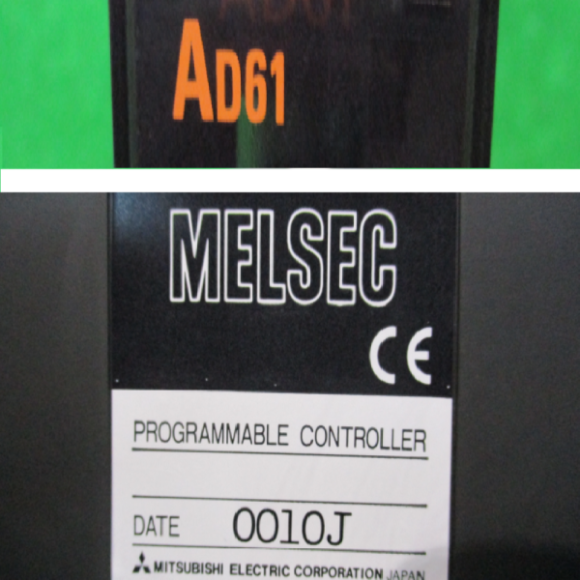 AD61
MELSEC
CE
PROGRAMMABLE CONTROLLER
DATE 0010J
MITSUBISHI ELECTRIC CORPORATION JAPAN